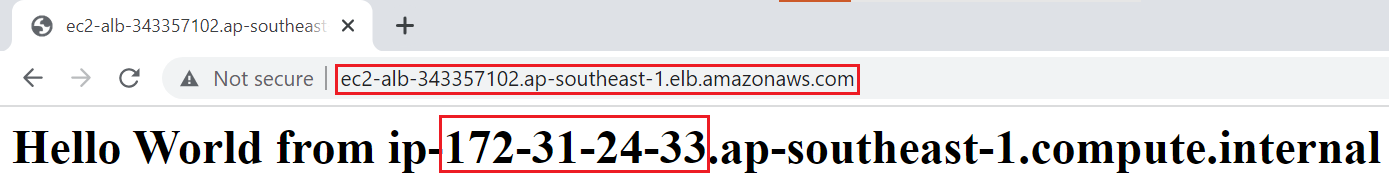 ec2-alb-343357102.ap-southeast
Not secure | ec2-alb-343357102.ap-southeast-1.elb.amazonaws.com
Hello World from ip-172-31-24-33.ap-southeast-1.compute.internal